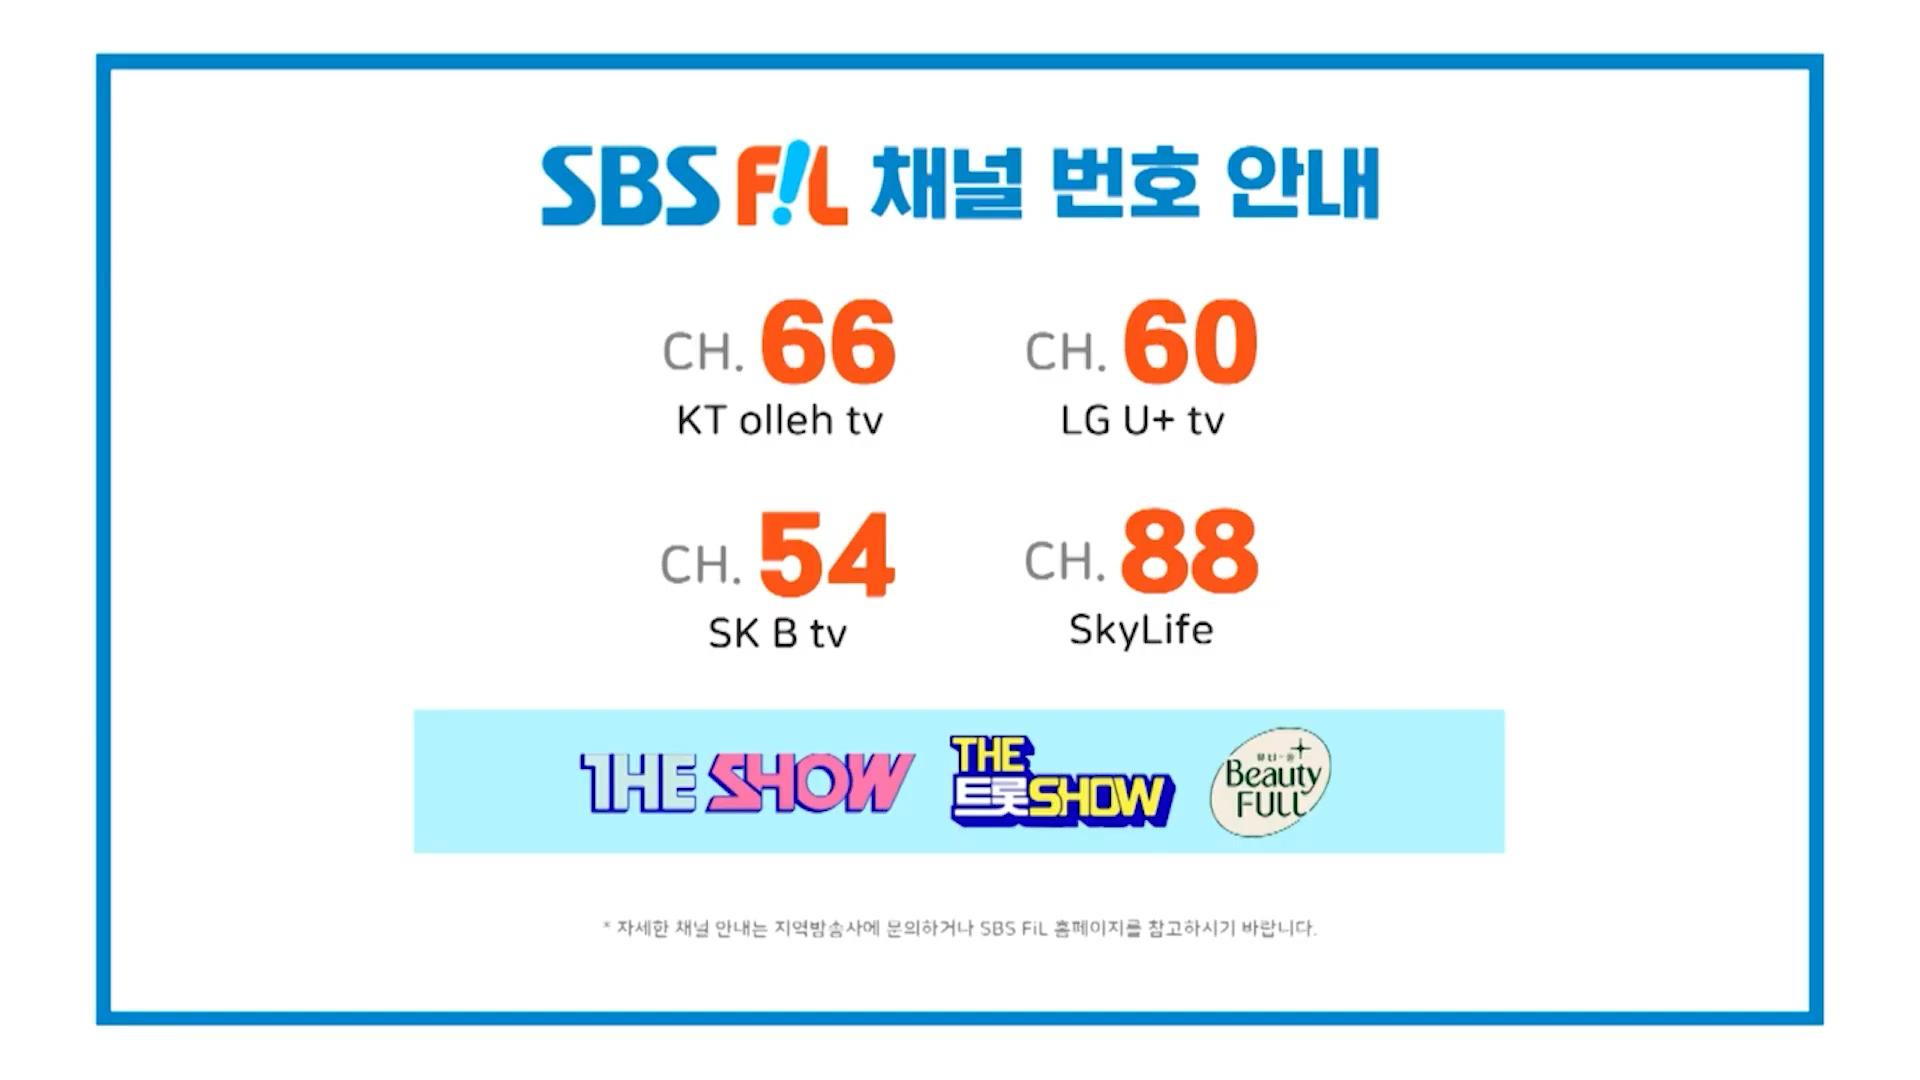 SBS F!L 채널 번호 안내
CH. 66
KT olleh tv
CH. 60
LG U+ tv
CH. 54
SK B tv
CH. 88
SkyLife
THE SHOW
THE
트롯SHOW
뷰티-풀
Beauty
FULL
* 자세한 채널 안내는 지역방송사에 문의하거나 SBS FiL 홈페이지를 참고하시기 바랍니다.